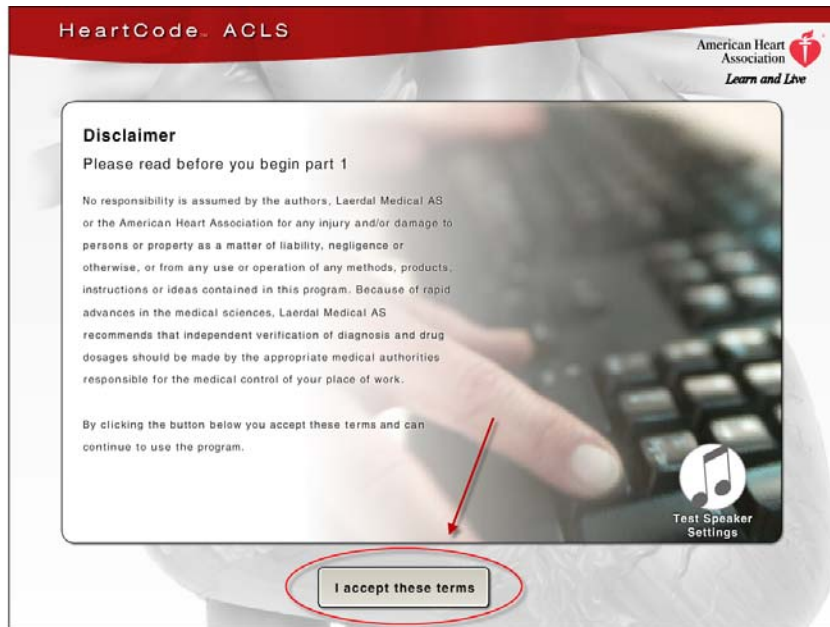 HeartCode™ ACLS
American Heart
Association
Learn and Live
Disclaimer
Please read before you begin part 1
No responsibility is assumed by the authors, Laerdal Medical AS
or the American Heart Association for any injury and/or damage to
persons or property as a matter of liability, negligence or
otherwise, or from any use or operation of any methods, products,
instructions or ideas contained in this program. Because of rapid
advances in the medical sciences, Laerdal Medical AS
recommends that independent verification of diagnosis and drug
dosages should be made by the appropriate medical authorities
responsible for the medical control of your place of work.
By clicking the button below you accept these terms and can
continue to use the program.
Test Speaker
Settings
I accept these terms